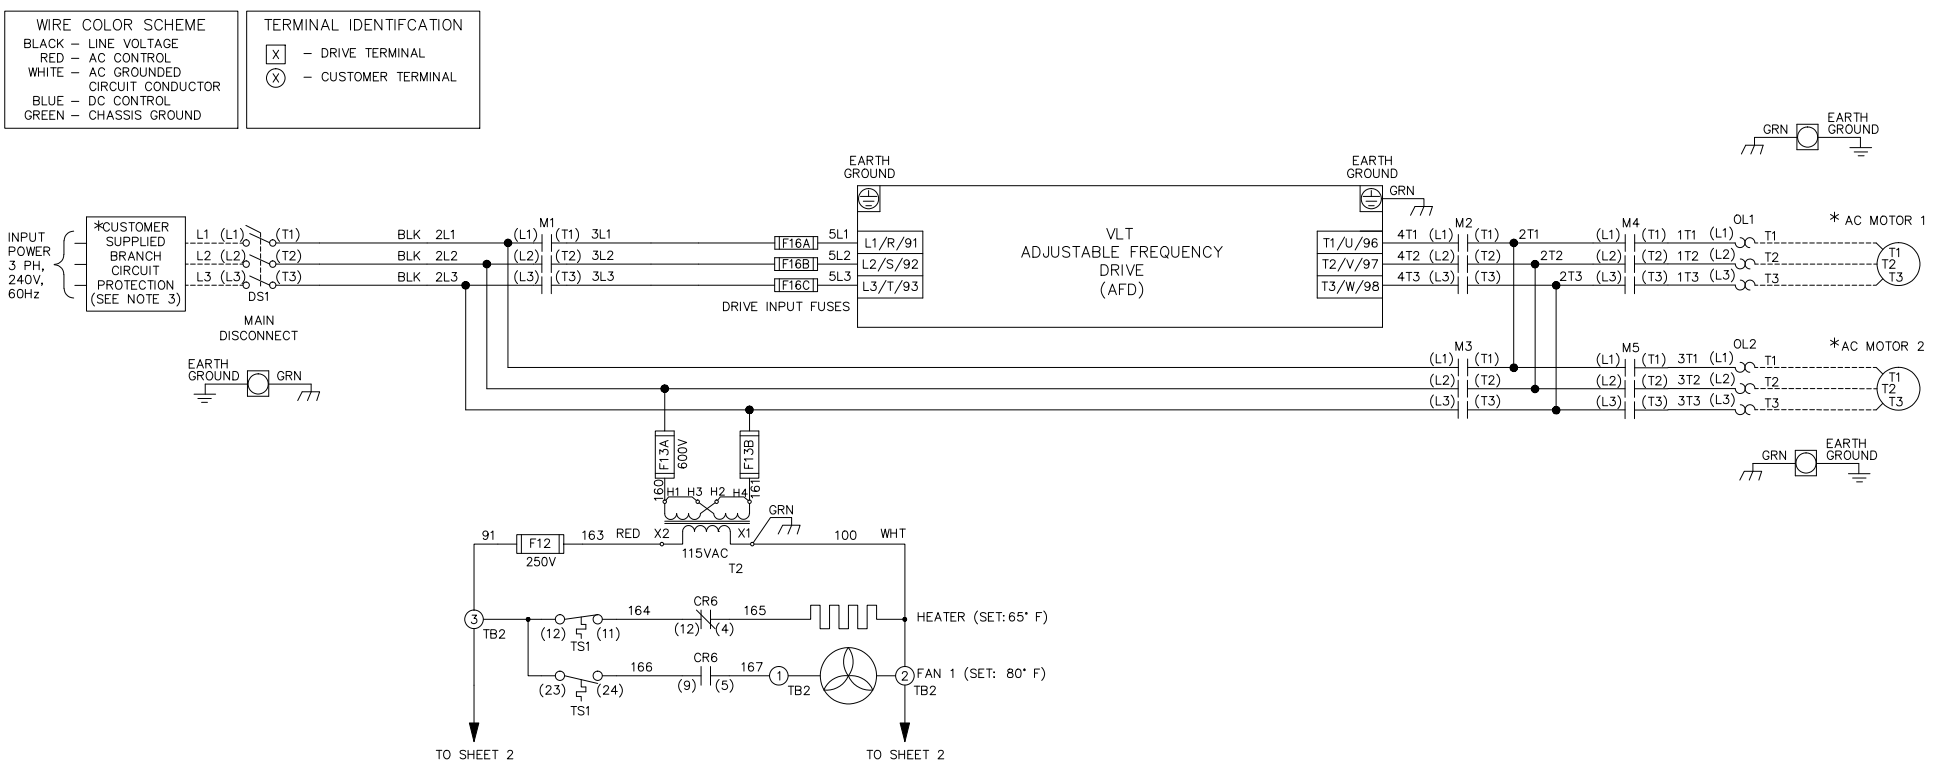 WIRE COLOR SCHEME
BLACK – LINE VOLTAGE
RED – AC CONTROL
WHITE – AC GROUNDED
CIRCUIT CONDUCTOR
BLUE – DC CONTROL
GREEN – CHASSIS GROUND
TERMINAL IDENTIFCATION
X – DRIVE TERMINAL
X – CUSTOMER TERMINAL
EARTH
GROUND
GRN
EARTH
GROUND
EARTH
GROUND
GRN
INPUT
POWER
3 PH,
240V,
60Hz
*CUSTOMER
SUPPLIED
BRANCH
CIRCUIT
PROTECTION
(SEE NOTE 3)
L1 (L1) (T1) BLK 2L1 (L1) M1 (T1) 3L1 F16A 5L1 L1/R/91
L2 (L2) (T2) BLK 2L2 (L2) (T2) 3L2 F16B 5L2 L2/S/92
L3 (L3) (T3) BLK 2L3 (L3) (T3) 3L3 F16C 5L3 L3/T/93
DS1
MAIN
DISCONNECT
DRIVE INPUT FUSES
VLT
ADJUSTABLE FREQUENCY
DRIVE
(AFD)
T1/U/96 4T1 (L1) M2 (T1) 2T1 (L1) M4 (T1) 1T1 (L1) OL1 T1
T2/V/97 4T2 (L2) (T2) 2T2 (L2) (T2) 1T2 (L2) T2
T3/W/98 4T3 (L3) (T3) 2T3 (L3) (T3) 1T3 (L3) T3
* AC MOTOR 1
T1
T2
T3
EARTH
GROUND
GRN
(L1) M3 (T1) (L1) M5 (T1) 3T1 (L1) OL2 T1
(L2) (T2) (L2) (T2) 3T2 (L2) T2
(L3) (T3) (L3) (T3) 3T3 (L3) T3
*AC MOTOR 2
T1
T2
T3
GRN
EARTH
GROUND
F13A
600V
F13B
160
H1 H3 H2 H4
161
GRN
91 F12 163 RED X2 X1 100 WHT
250V
115VAC
T2
3
TB2
(12) (11)
TS1
164
CR6
(12) (4)
165
HEATER (SET:65° F)
(23) (24)
TS1
166
CR6
(9) (5)
167
1
TB2
2
TB2
FAN 1 (SET: 80° F)
TO SHEET 2
TO SHEET 2